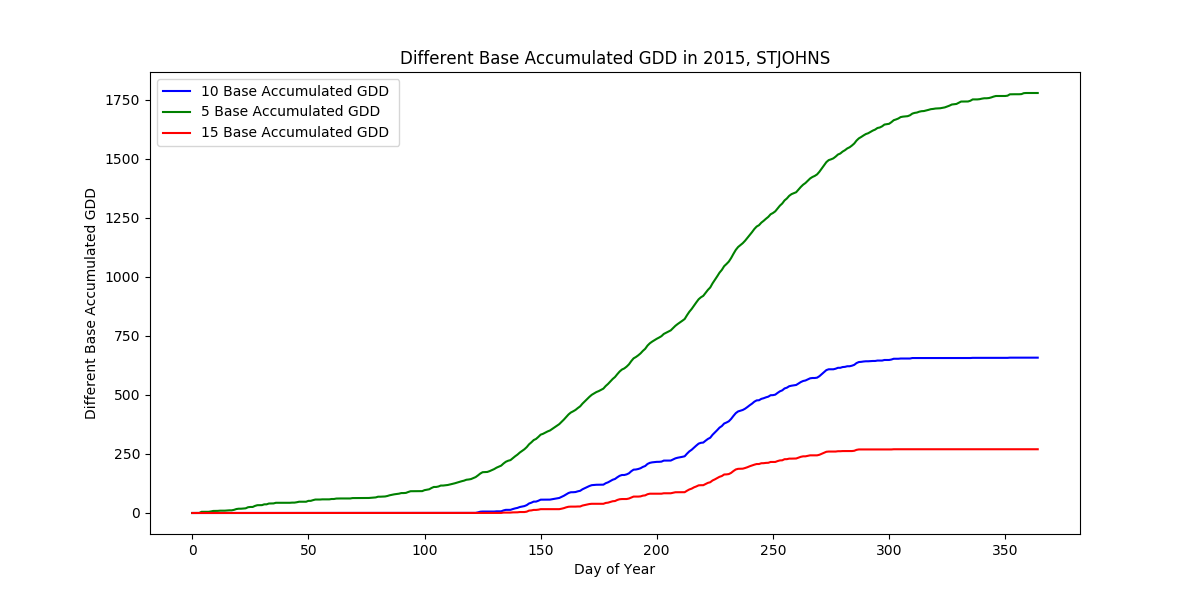 Different Base Accumulated GDD in 2015, STJOHNS
10 Base Accumulated GDD
5 Base Accumulated GDD
15 Base Accumulated GDD
Different Base Accumulated GDD
1750
1500
1250
1000
750
500
250
0
0 50 100 150 200 250 300 350
Day of Year